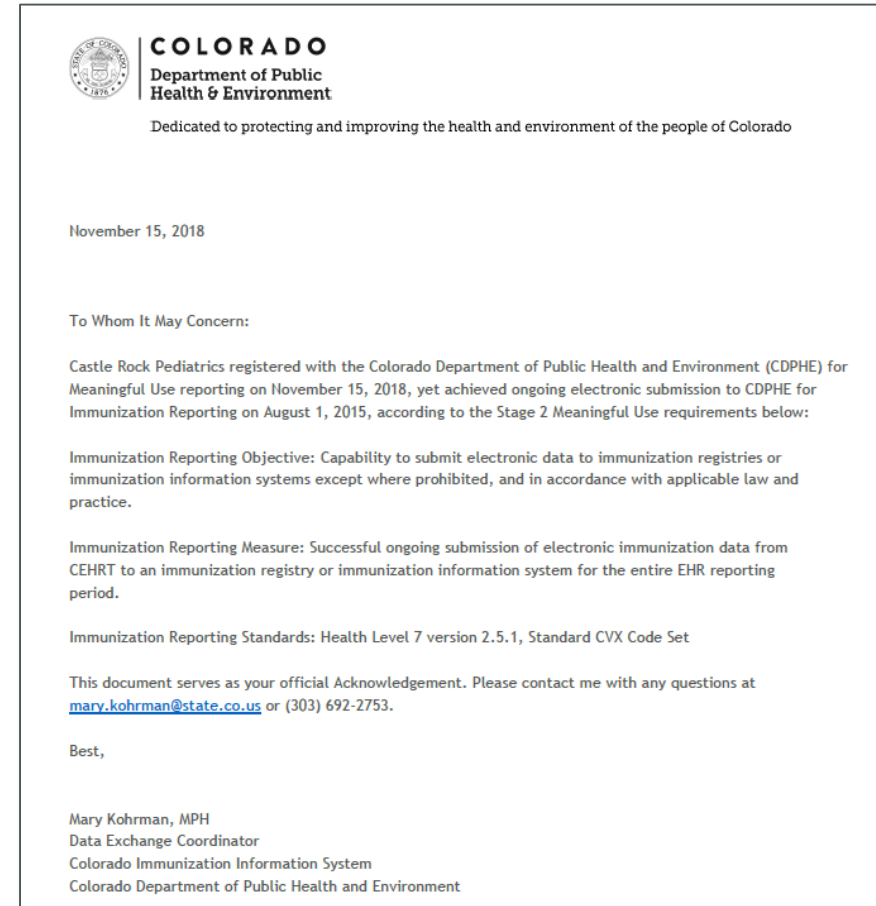 STATE OF COLORADO
1876
COLORADO
Department of Public
Health & Environment
Dedicated to protecting and improving the health and environment of the people of Colorado
November 15, 2018
To Whom It May Concern:
Castle Rock Pediatrics registered with the Colorado Department of Public Health and Environment (CDPHE) for
Meaningful Use reporting on November 15, 2018, yet achieved ongoing electronic submission to CDPHE for
Immunization Reporting on August 1, 2015, according to the Stage 2 Meaningful Use requirements below:
Immunization Reporting Objective: Capability to submit electronic data to immunization registries or
immunization information systems except where prohibited, and in accordance with applicable law and
practice.
Immunization Reporting Measure: Successful ongoing submission of electronic immunization data from
CEHRT to an immunization registry or immunization information system for the entire EHR reporting
period.
Immunization Reporting Standards: Health Level 7 version 2.5.1, Standard CVX Code Set
This document serves as your official Acknowledgement. Please contact me with any questions at
mary.kohrman@state.co.us or (303) 692-2753.
Best,
Mary Kohrman, MPH
Data Exchange Coordinator
Colorado Immunization Information System
Colorado Department of Public Health and Environment